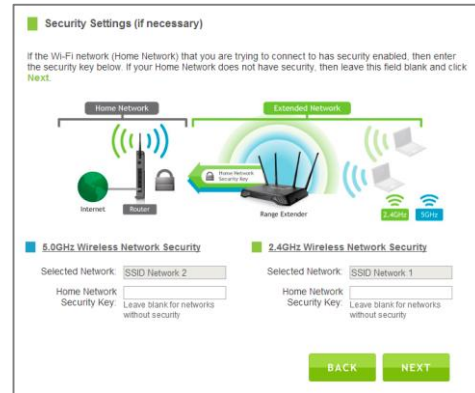 Security Settings (if necessary)
If the Wi-Fi network (Home Network) that you are trying to connect to has security enabled, then enter
the security key below. If your Home Network does not have security, then leave this field blank and click
Next.
Home Network
Extended Network
Home Network
Security Key
Internet
Router
Range Extender
2.4GHz
5GHz
5.0GHz Wireless Network Security
Selected Network: SSID Network 2
Home Network
Security Key:
Leave blank for networks
without security
2.4GHz Wireless Network Security
Selected Network: SSID Network 1
Home Network
Security Key:
Leave blank for networks
without security
BACK
NEXT